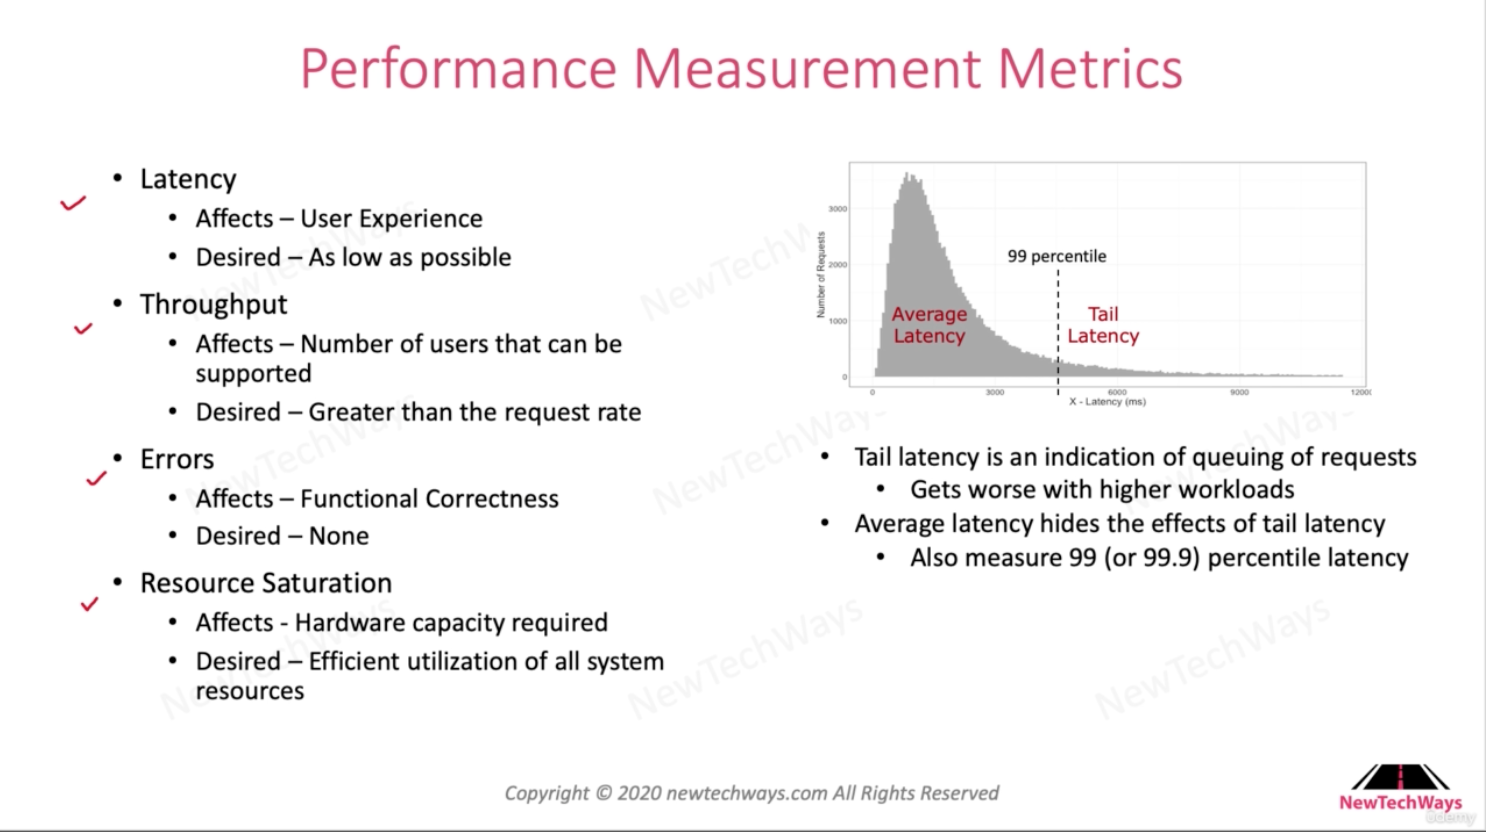 Performance Measurement Metrics
• Latency
• Affects – User Experience
• Desired – As low as possible
• Throughput
• Affects – Number of users that can be
supported
• Desired – Greater than the request rate
• Errors
• Affects – Functional Correctness
• Desired – None
• Resource Saturation
• Affects - Hardware capacity required
• Desired – Efficient utilization of all system
resources
Number of Requests
3000
2000
1000
0
99 percentile
Average
Latency
Tail
Latency
0 3000 6000 9000 12000
X - Latency (ms)
• Tail latency is an indication of queuing of requests
• Gets worse with higher workloads
• Average latency hides the effects of tail latency
• Also measure 99 (or 99.9) percentile latency
NewTechWays
NewTechW
NewTechWays
NewTechWays
NewTechWays
NewTechWays
NewTechWays
NewTechWays
NewTechWays
Copyright © 2020 newtechways.com All Rights Reserved
NewTechWays
ûdemy